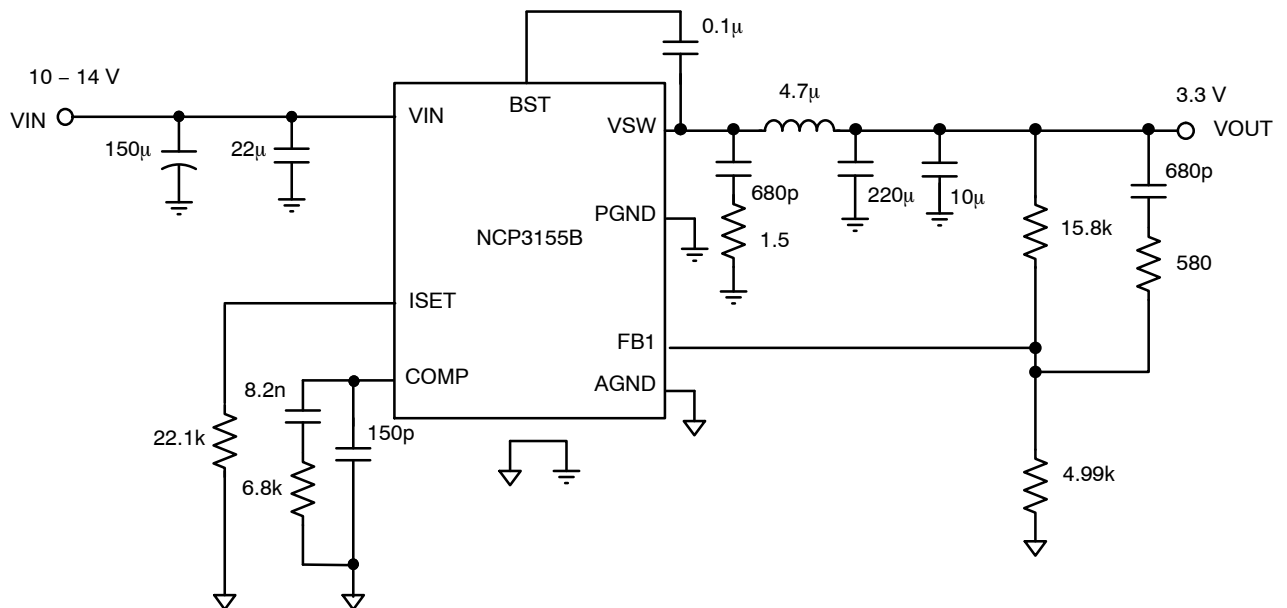 0.1μ
10 – 14 V
VIN
150μ
22μ
VIN
BST
VSW
4.7μ
3.3 V
VOUT
680p
1.5
220μ
10μ
15.8k
680p
580
PGND
NCP3155B
ISET
FB1
COMP
AGND
8.2n
150p
22.1k
6.8k
4.99k